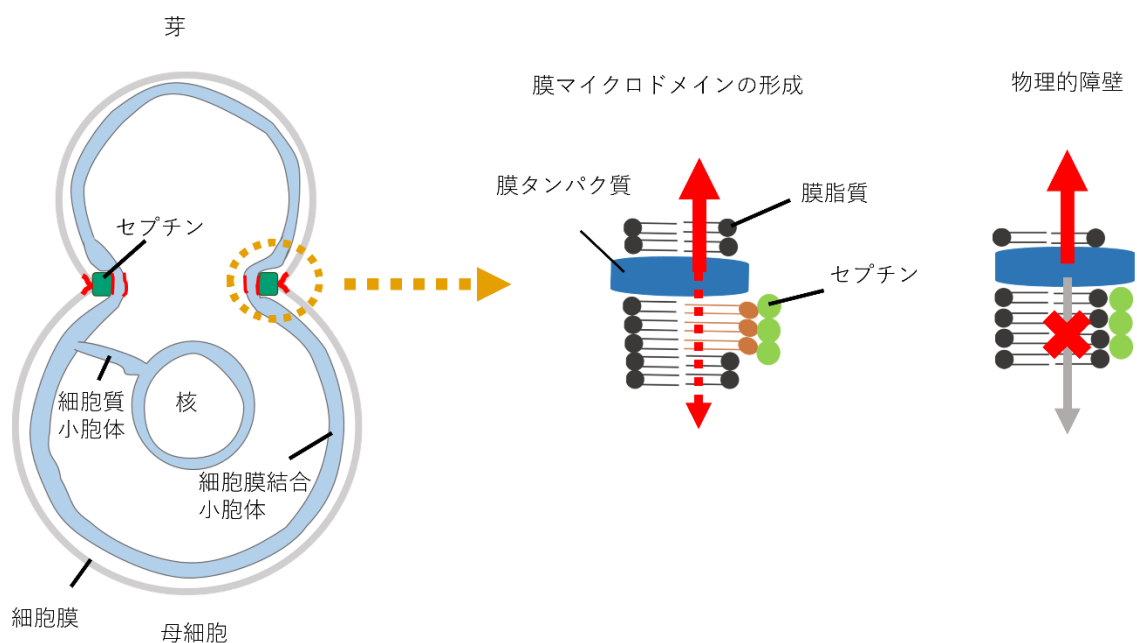 芽
膜マイクロドメインの形成
物理的障壁
膜タンパク質
膜脂質
セプチン
セプチン
細胞質
小胞体
核
細胞膜結合
小胞体
細胞膜
母細胞